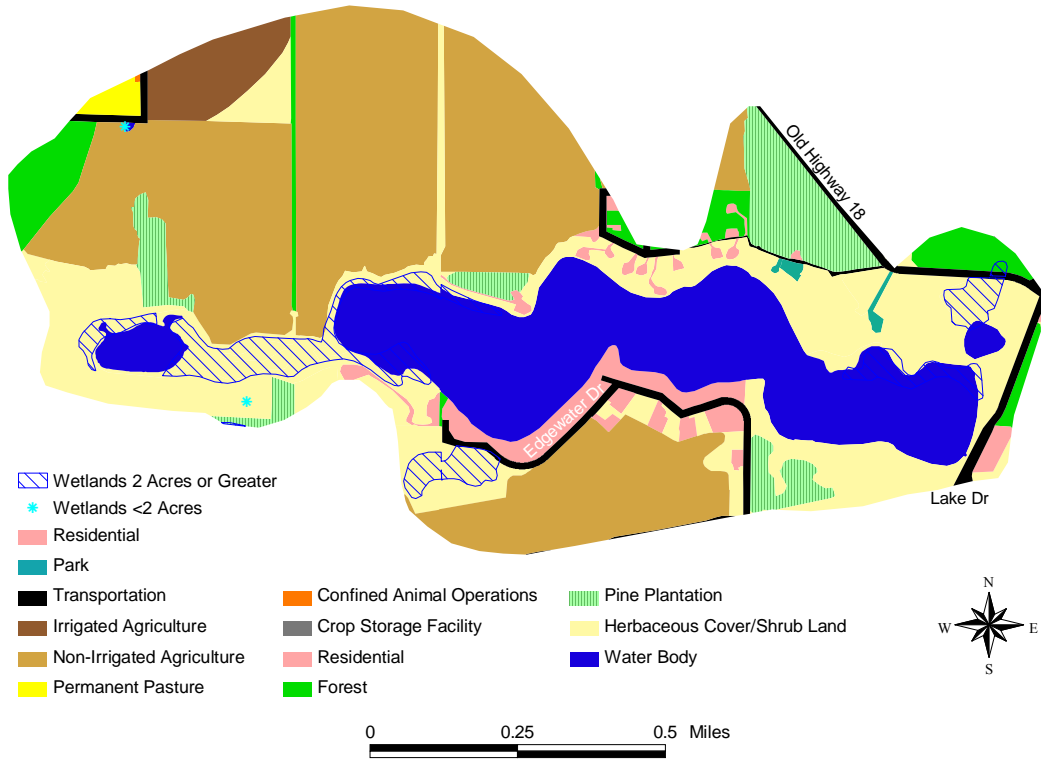 Old Highway 18
Edgewater Dr
Lake Dr
Wetlands 2 Acres or Greater
Wetlands <2 Acres
Residential
Park
Transportation
Irrigated Agriculture
Non-Irrigated Agriculture
Permanent Pasture
Confined Animal Operations
Crop Storage Facility
Residential
Forest
Pine Plantation
Herbaceous Cover/Shrub Land
Water Body
N
W E
S
0 0.25 0.5 Miles